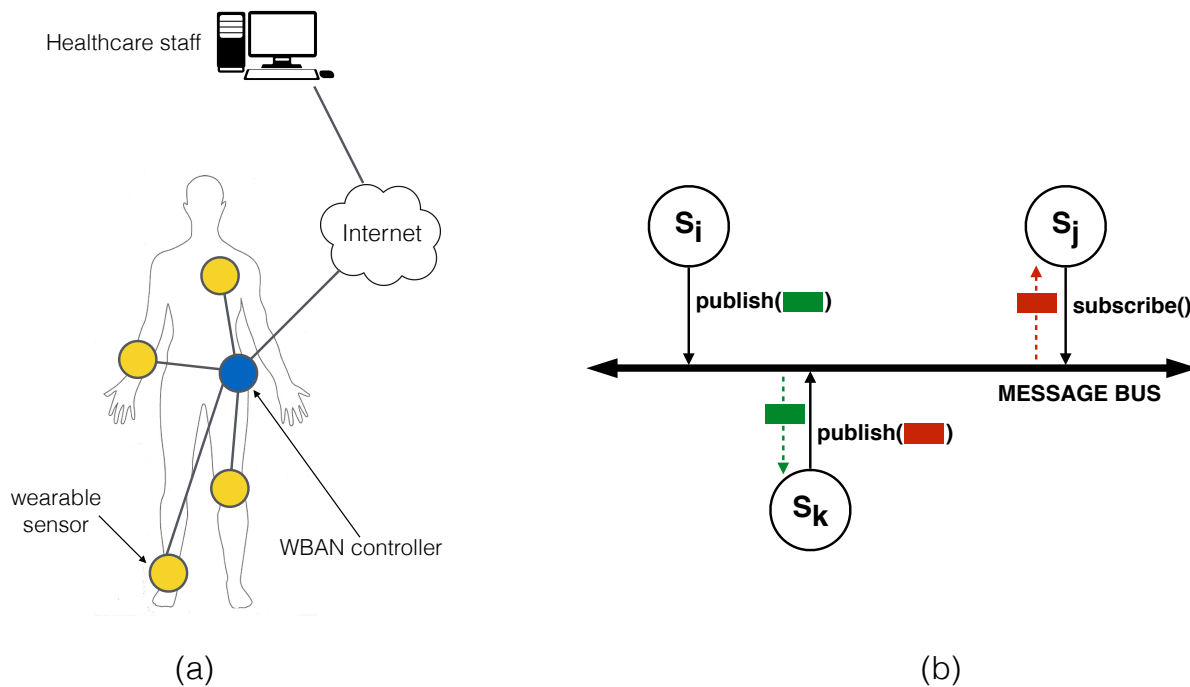 Healthcare staff
Internet
wearable
sensor
WBAN controller
(a)
Si
Sj
publish( )
subscribe()
MESSAGE BUS
publish( )
Sk
(b)